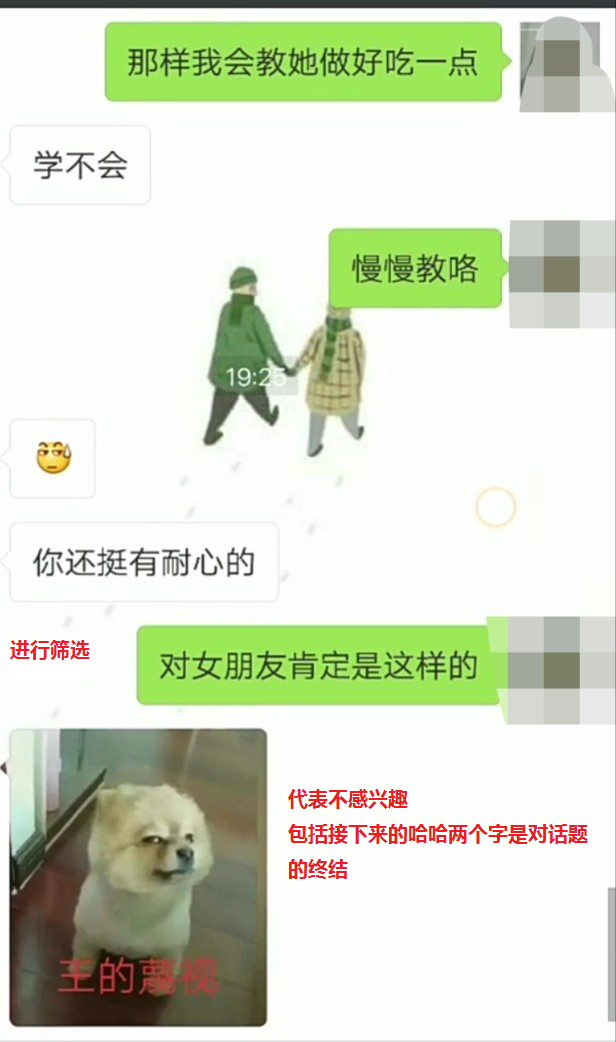 那样我会教她做好吃一点
学不会
慢慢教咯
19:25
你还挺有耐心的
进行筛选
对女朋友肯定是这样的
代表不感兴趣
包括接下来的哈哈两个字是对话题
的终结
王的蔑视